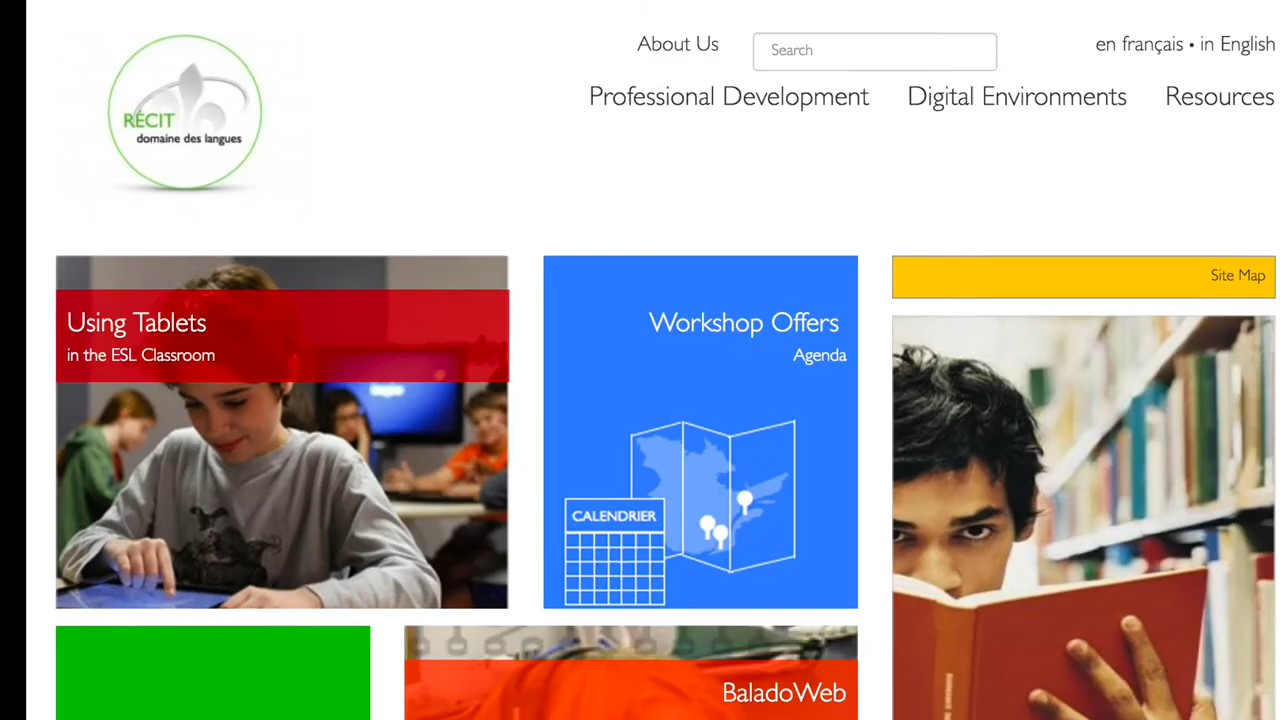 About Us
Search
en français • in English
Professional Development
Digital Environments
Resources
RÉCIT
domaine des langues
Using Tablets
in the ESL Classroom
Workshop Offers
Agenda
CALENDRIER
Site Map
BaladoWeb